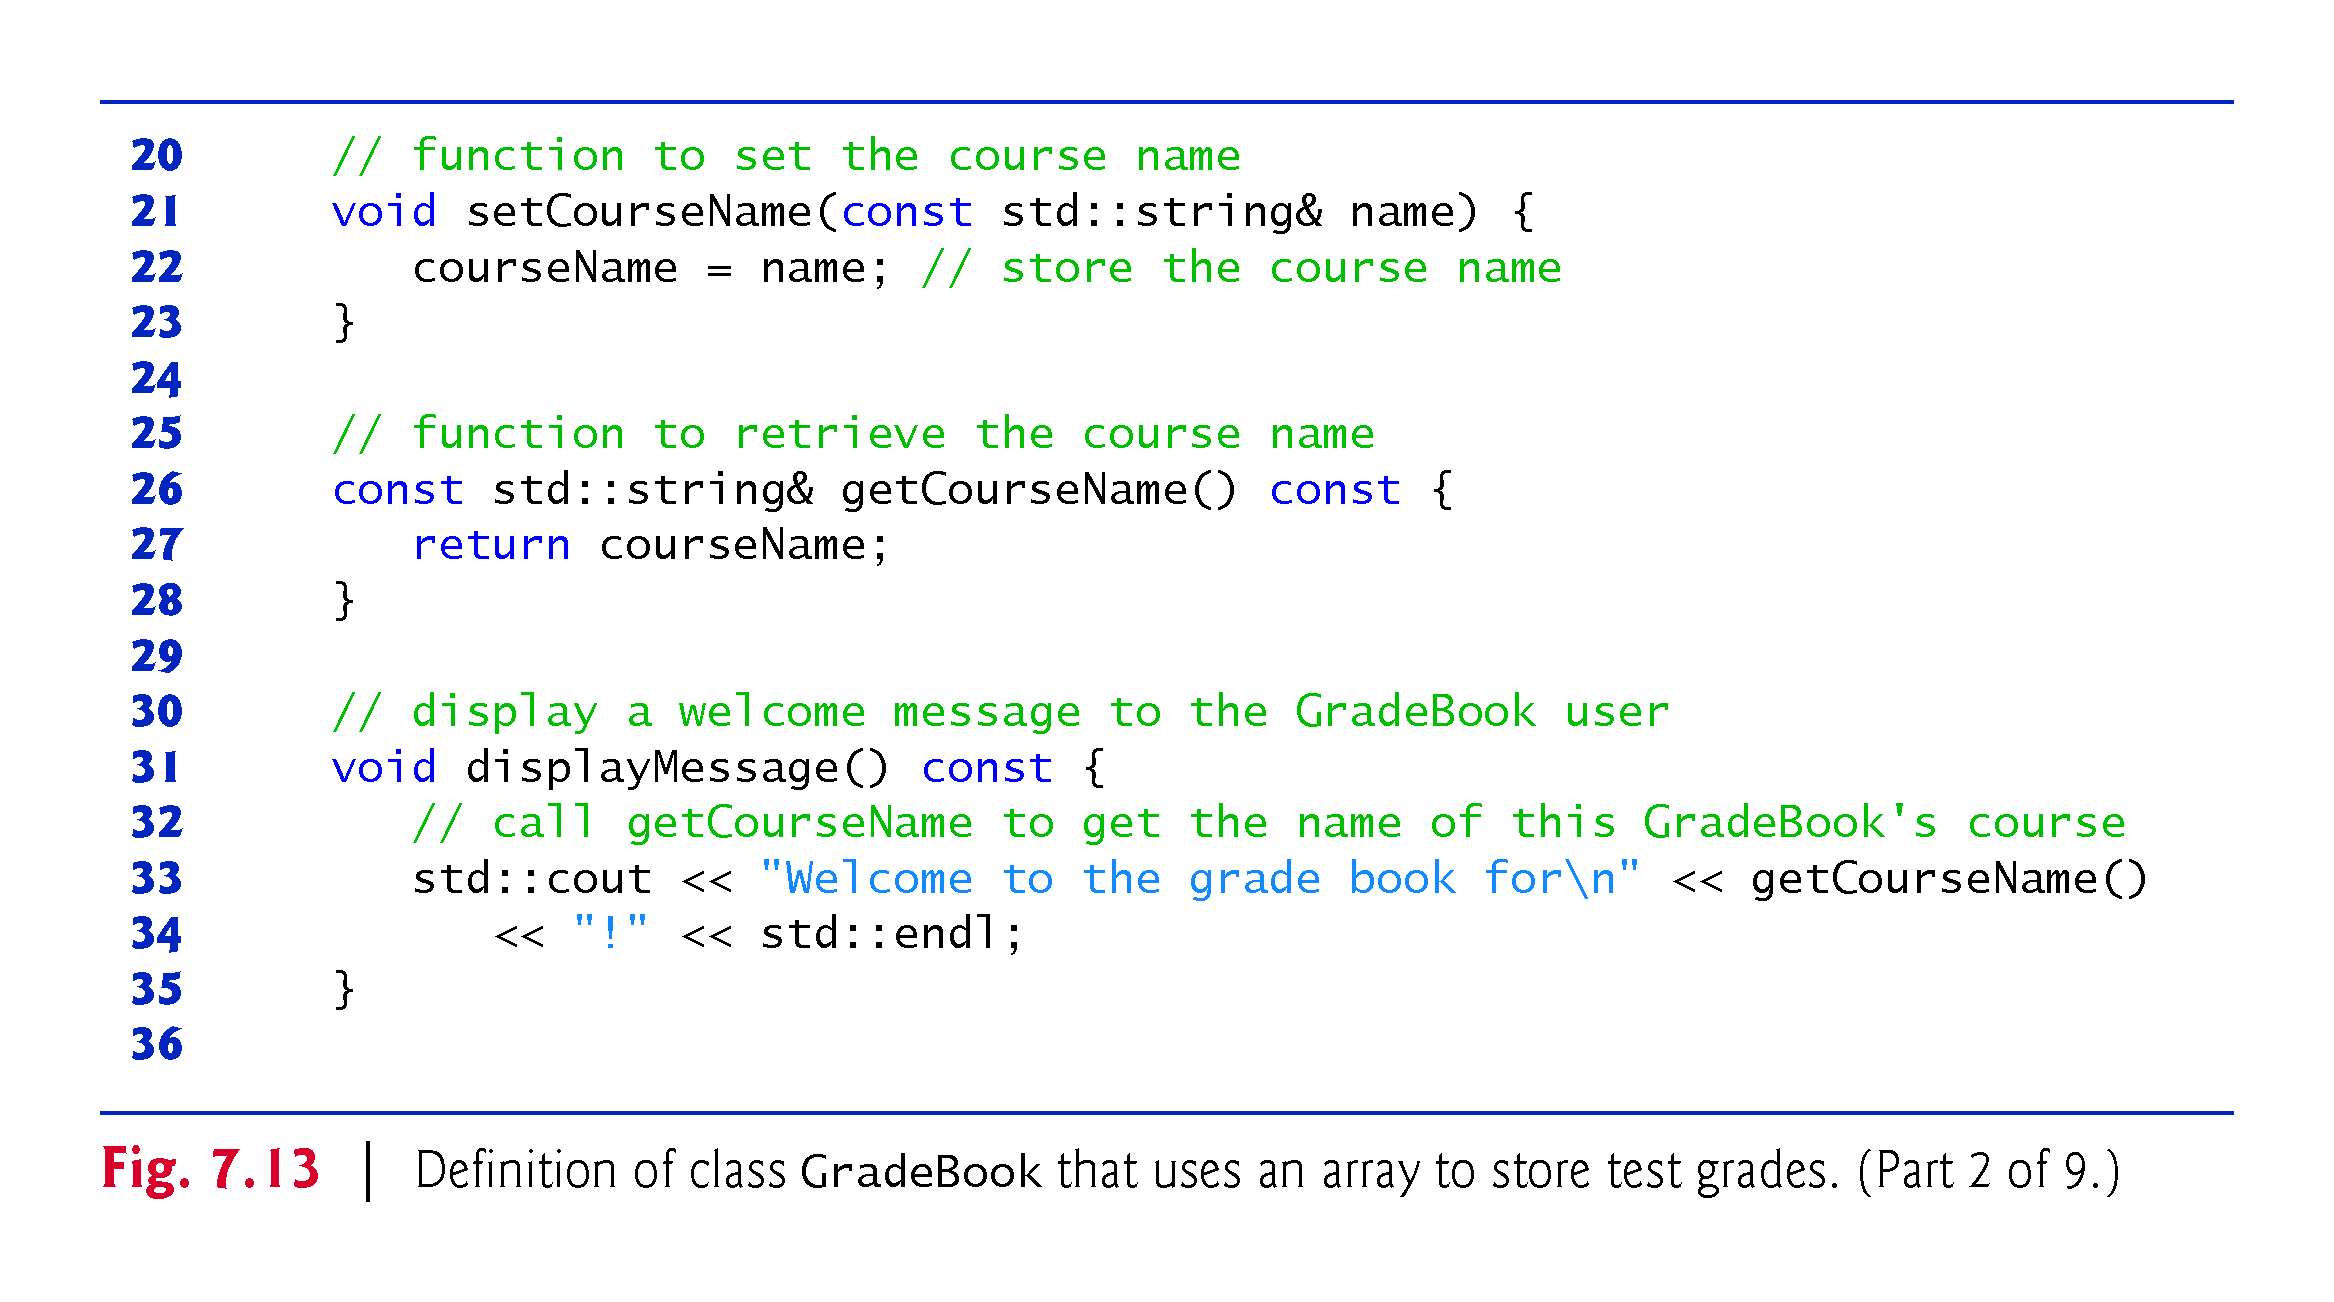 20 // function to set the course name
21 void setCourseName(const std::string& name) {
22 courseName = name; // store the course name
23 }
24
25 // function to retrieve the course name
26 const std::string& getCourseName() const {
27 return courseName;
28 }
29
30 // display a welcome message to the GradeBook user
31 void displayMessage() const {
32 // call getCourseName to get the name of this GradeBook's course
33 std::cout << "Welcome to the grade book for\n" << getCourseName()
34 << "!" << std::endl;
35 }
36
Fig. 7.13 | Definition of class GradeBook that uses an array to store test grades. (Part 2 of 9.)